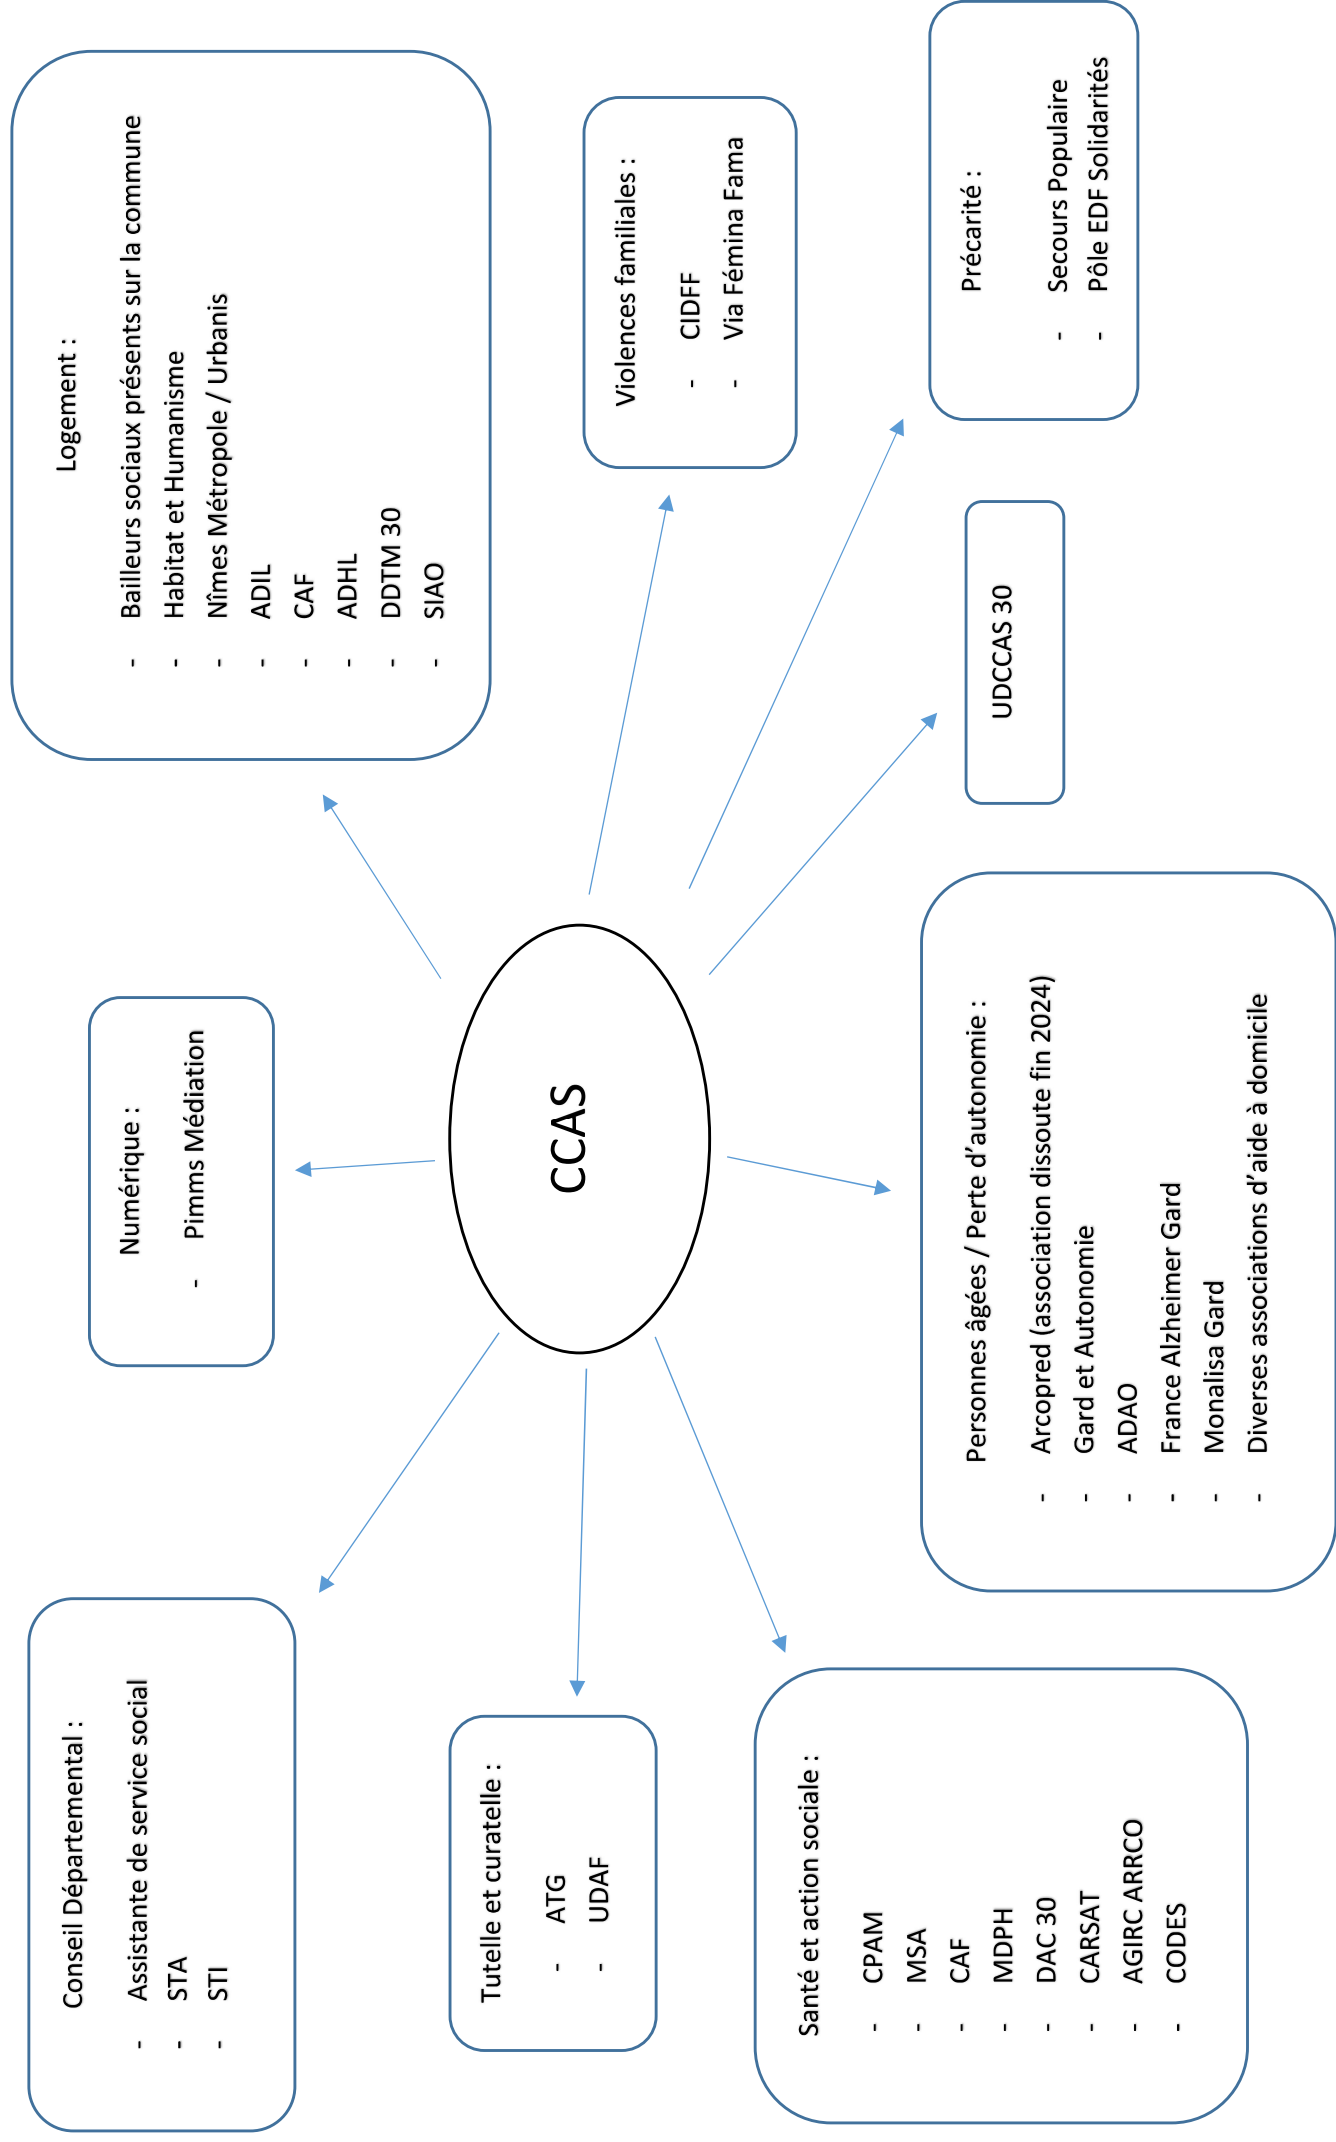 Conseil Départemental :
- Assistante de service social
- STA
- STI
Numérique :
- Pimms Médiation
Logement :
- Bailleurs sociaux présents sur la commune
- Habitat et Humanisme
- Nîmes Métropole / Urbanis
- ADIL
- CAF
- ADHL
- DDTM 30
- SIAO
Tutelle et curatelle :
- ATG
- UDAF
CCAS
Violences familiales :
- CIDFF
- Via Fémina Fama
Santé et action sociale :
- CPAM
- MSA
- CAF
- MDPH
- DAC 30
- CARSAT
- AGIRC ARRCO
- CODES
Personnes âgées / Perte d’autonomie :
- Arcopred (association dissoute fin 2024)
- Gard et Autonomie
- ADAO
- France Alzheimer Gard
- Monalisa Gard
- Diverses associations d’aide à domicile
UDCCAS 30
Précarité :
- Secours Populaire
- Pôle EDF Solidarités